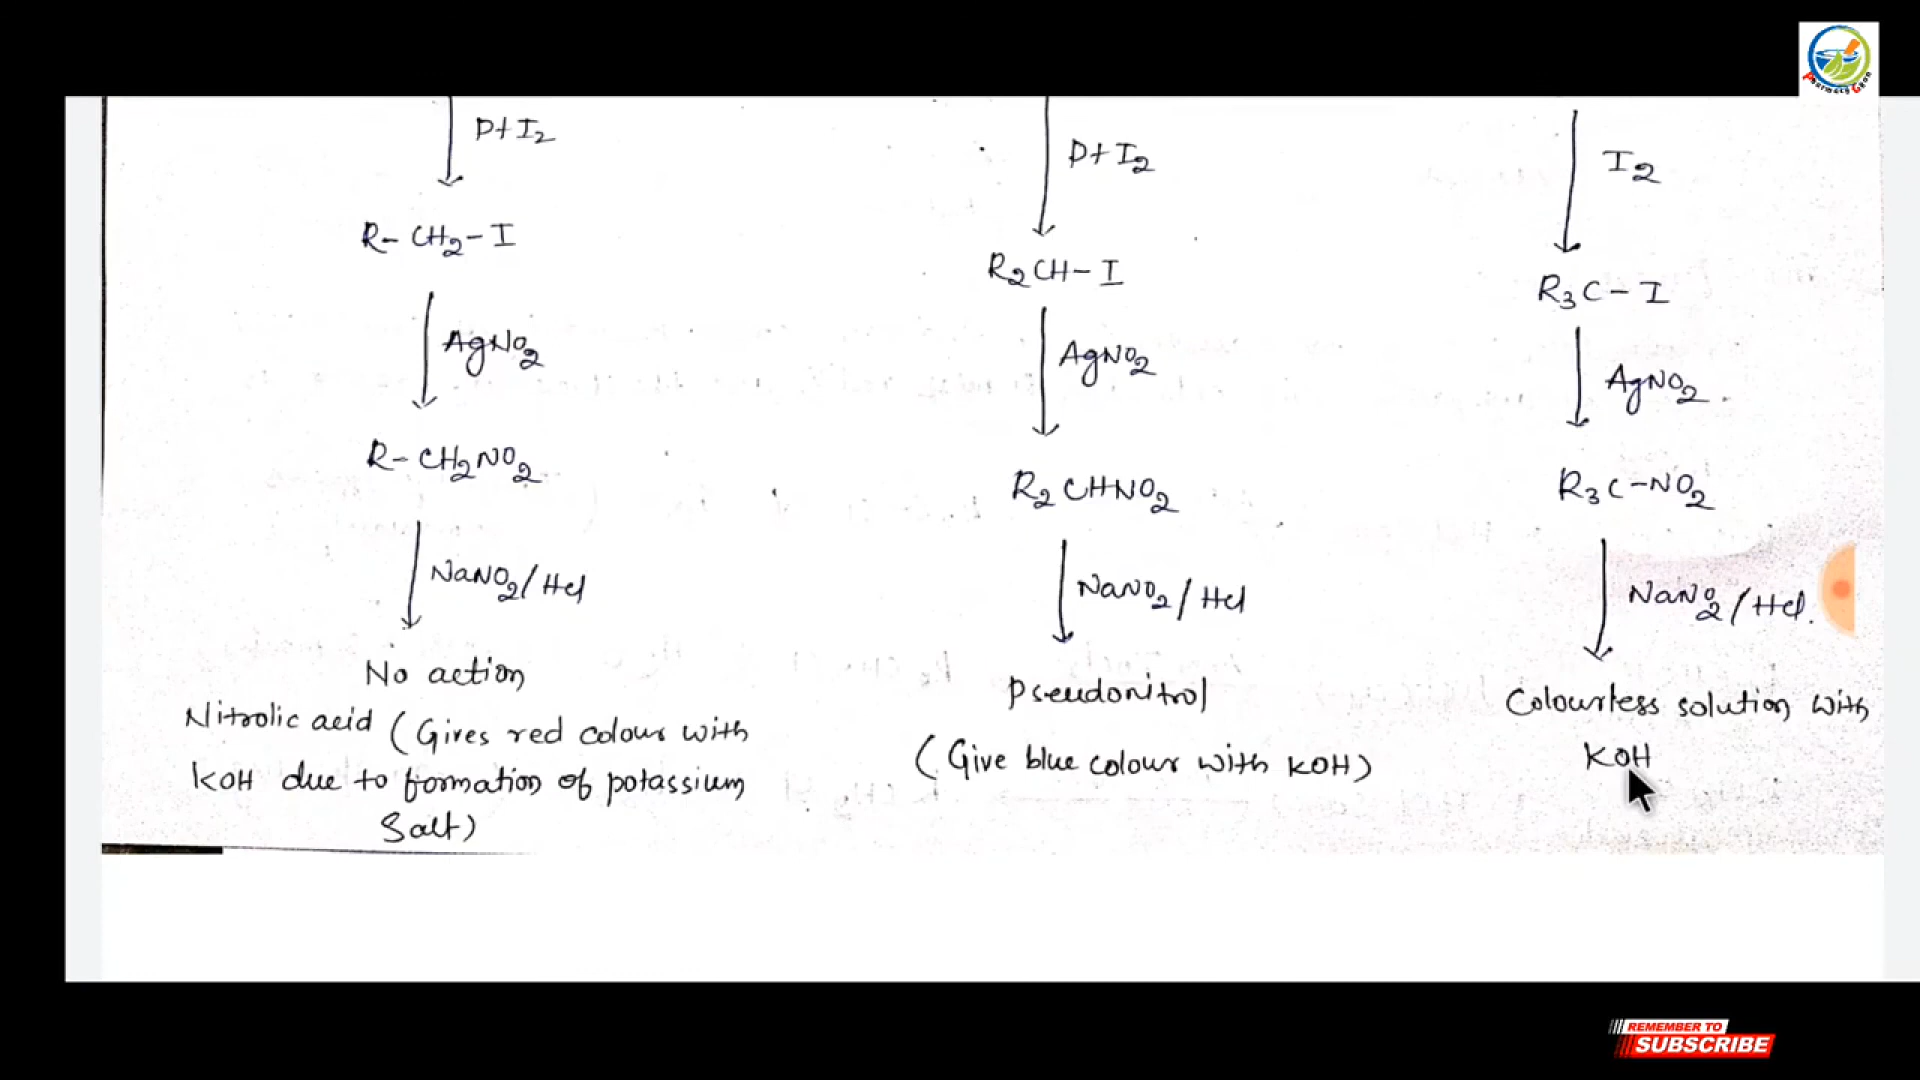 P+I2
R-CH2-I
AgNO2
R-CH2NO2
NaNO2/Hcl
No action
Nitrolic acid (Gives red colour with
KOH due to formation of potassium
Salt)
P+I2
R2CH-I
AgNO2
R2CHNO2
NaNO2/Hcl
Pseudonitrol
(Give blue colour with KOH)
I2
R3C-I
AgNO2.
R3C-NO2
NaNO2/Hcl.
Colourless solution with
KOH
Pharmacy Gyan
REMEMBER TO
SUBSCRIBE